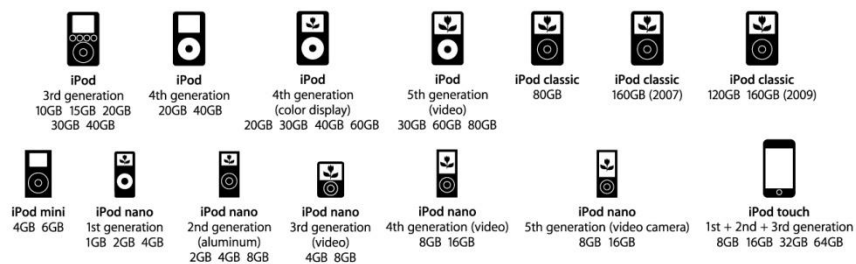 iPod
3rd generation
10GB 15GB 20GB
30GB 40GB
iPod
4th generation
20GB 40GB
iPod
4th generation
(color display)
20GB 30GB 40GB 60GB
iPod
5th generation
(video)
30GB 60GB 80GB
iPod classic
80GB
iPod classic
160GB (2007)
iPod classic
120GB 160GB (2009)
iPod mini
4GB 6GB
iPod nano
1st generation
1GB 2GB 4GB
iPod nano
2nd generation
(aluminum)
2GB 4GB 8GB
iPod nano
3rd generation
(video)
4GB 8GB
iPod nano
4th generation (video)
8GB 16GB
iPod nano
5th generation (video camera)
8GB 16GB
iPod touch
1st + 2nd + 3rd generation
8GB 16GB 32GB 64GB